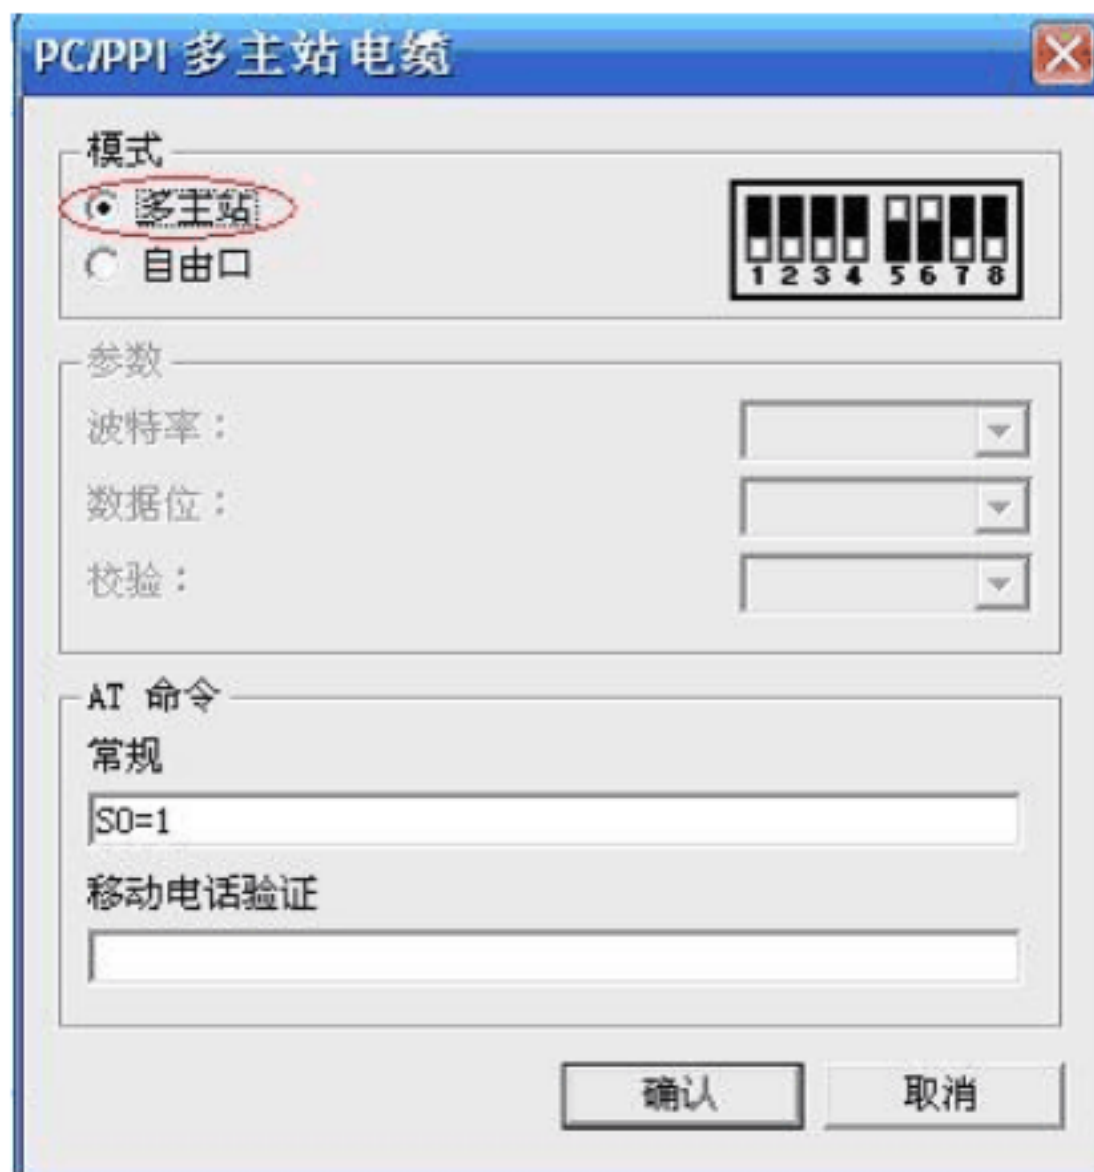 PC/PPI 多主站电缆
模式
多主站
自由口
1 2 3 4 5 6 7 8
参数
波特率：
数据位：
校验：
AT 命令
常规
S0=1
移动电话验证
确认 取消